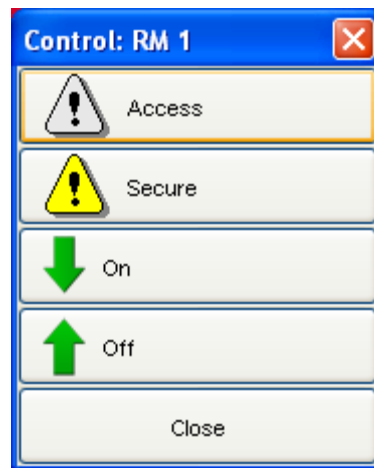 Control: RM 1
Access
Secure
On
Off
Close